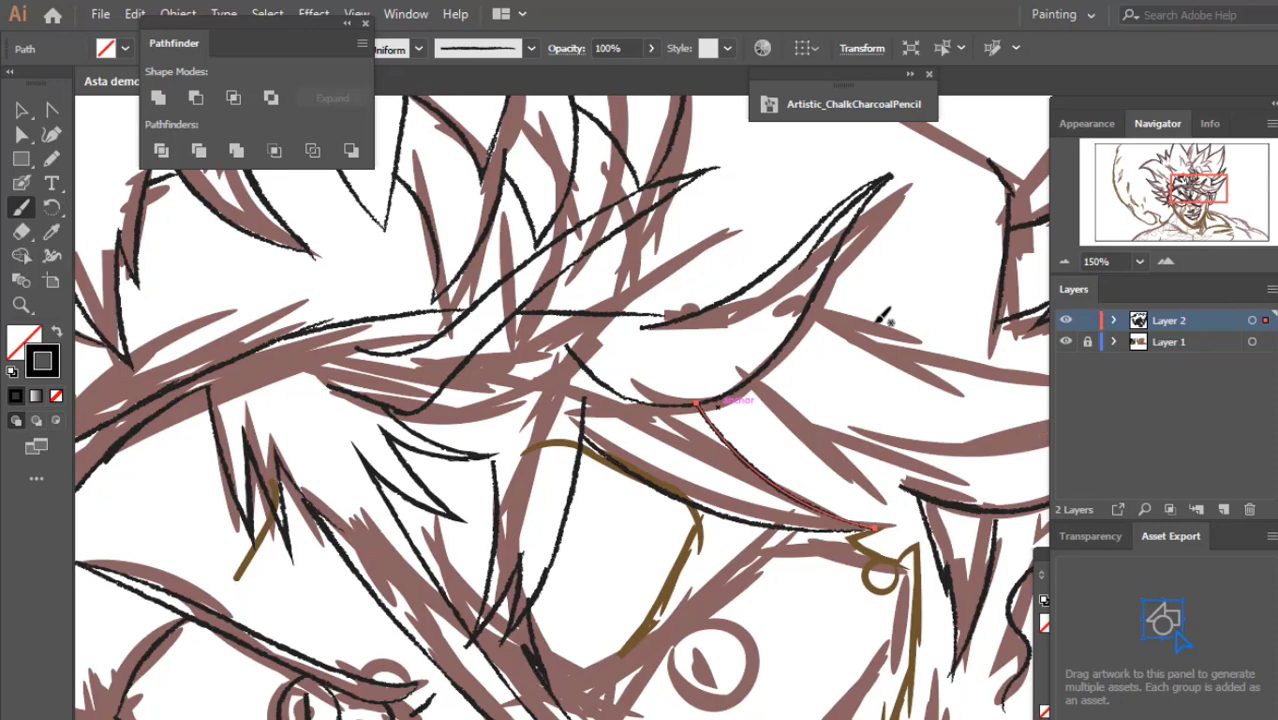 Ai
File
Edit
Object
Type
Select
Effect
View
Window
Help
Painting
Search Adobe Help
Path
Uniform
Opacity:
100%
Style:
Transform
Pathfinder
Shape Modes:
Expand
Pathfinders:
Asta demo
Artistic_ChalkCharcoalPencil
Appearance
Navigator
Info
150%
Layers
Layer 2
Layer 1
2 Layers
Transparency
Asset Export
Drag artwork to this panel to generate
multiple assets. Each group is added as
an asset.